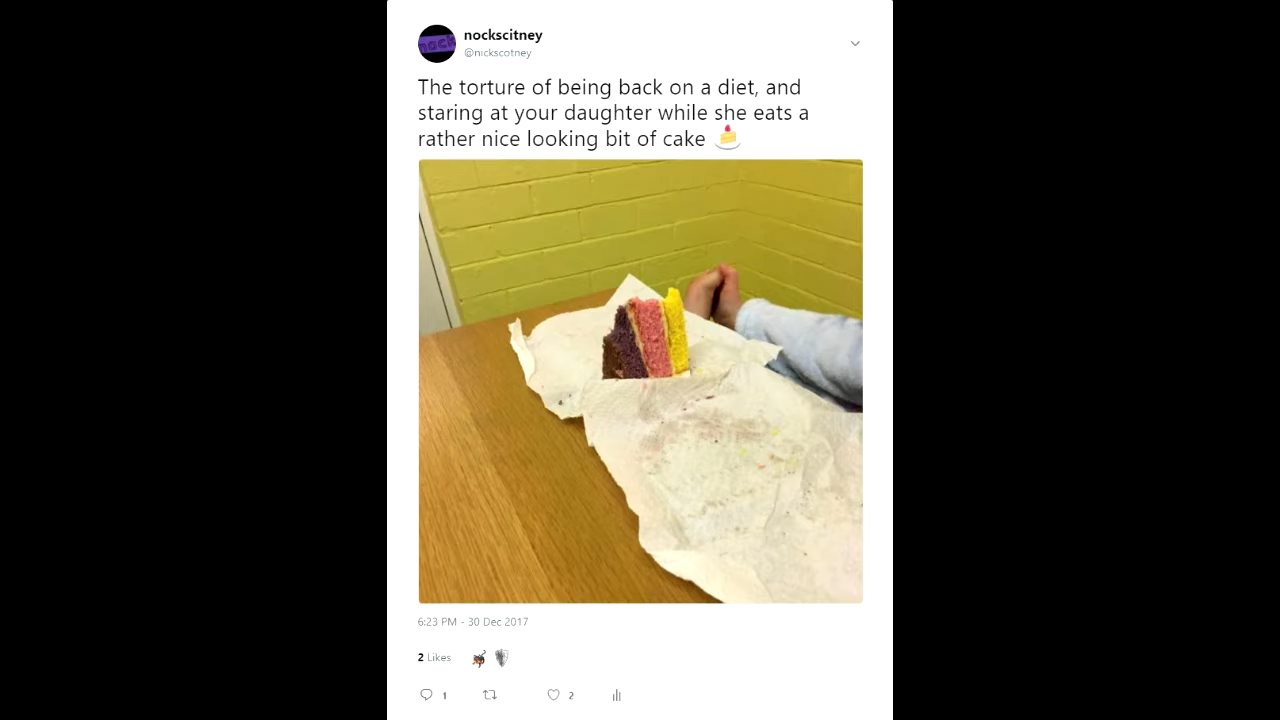 nock
nockscitney
@nickscotney
The torture of being back on a diet, and
staring at your daughter while she eats a
rather nice looking bit of cake 🍰
6:23 PM - 30 Dec 2017
2 Likes
1
2